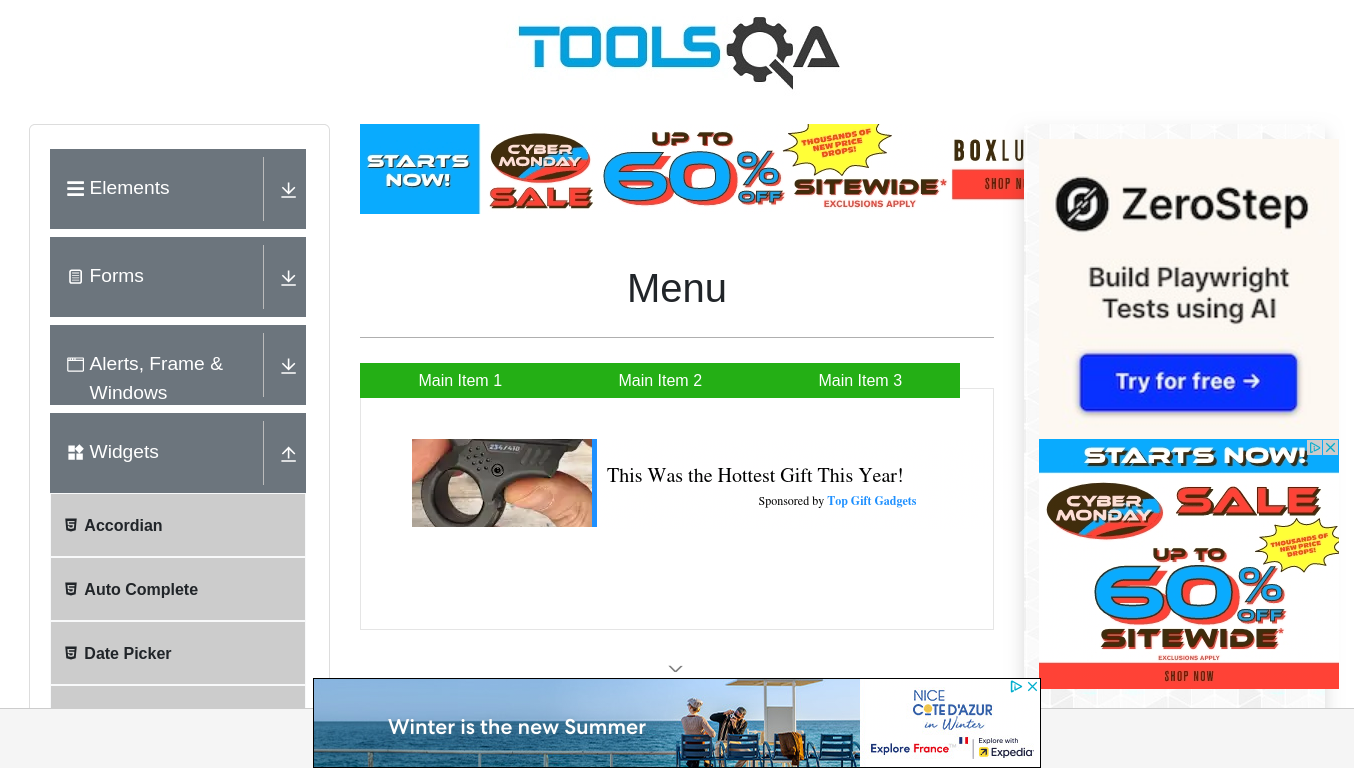 TOOLSQA
Elements
Forms
Alerts, Frame &
Windows
Widgets
Accordian
Auto Complete
Date Picker
STARTS
NOW!
CYBER
MONDAY
SALE
UP TO
60%
OFF
THOUSANDS OF
NEW PRICE
DROPS!
SITEWIDE*
EXCLUSIONS APPLY
BOXLU
SHOP N
Menu
Main Item 1
Main Item 2
Main Item 3
234/410
This Was the Hottest Gift This Year!
Sponsored by Top Gift Gadgets
ZeroStep
Build Playwright
Tests using AI
Try for free →
STARTS NOW!
CYBER
MONDAY
SALE
THOUSANDS OF
NEW PRICE
DROPS!
UP TO
60%
OFF
SITEWIDE*
EXCLUSIONS APPLY
SHOP NOW
Winter is the new Summer
NICE
COTE D'AZUR
in Winter
Explore France
Explore with
Expedia